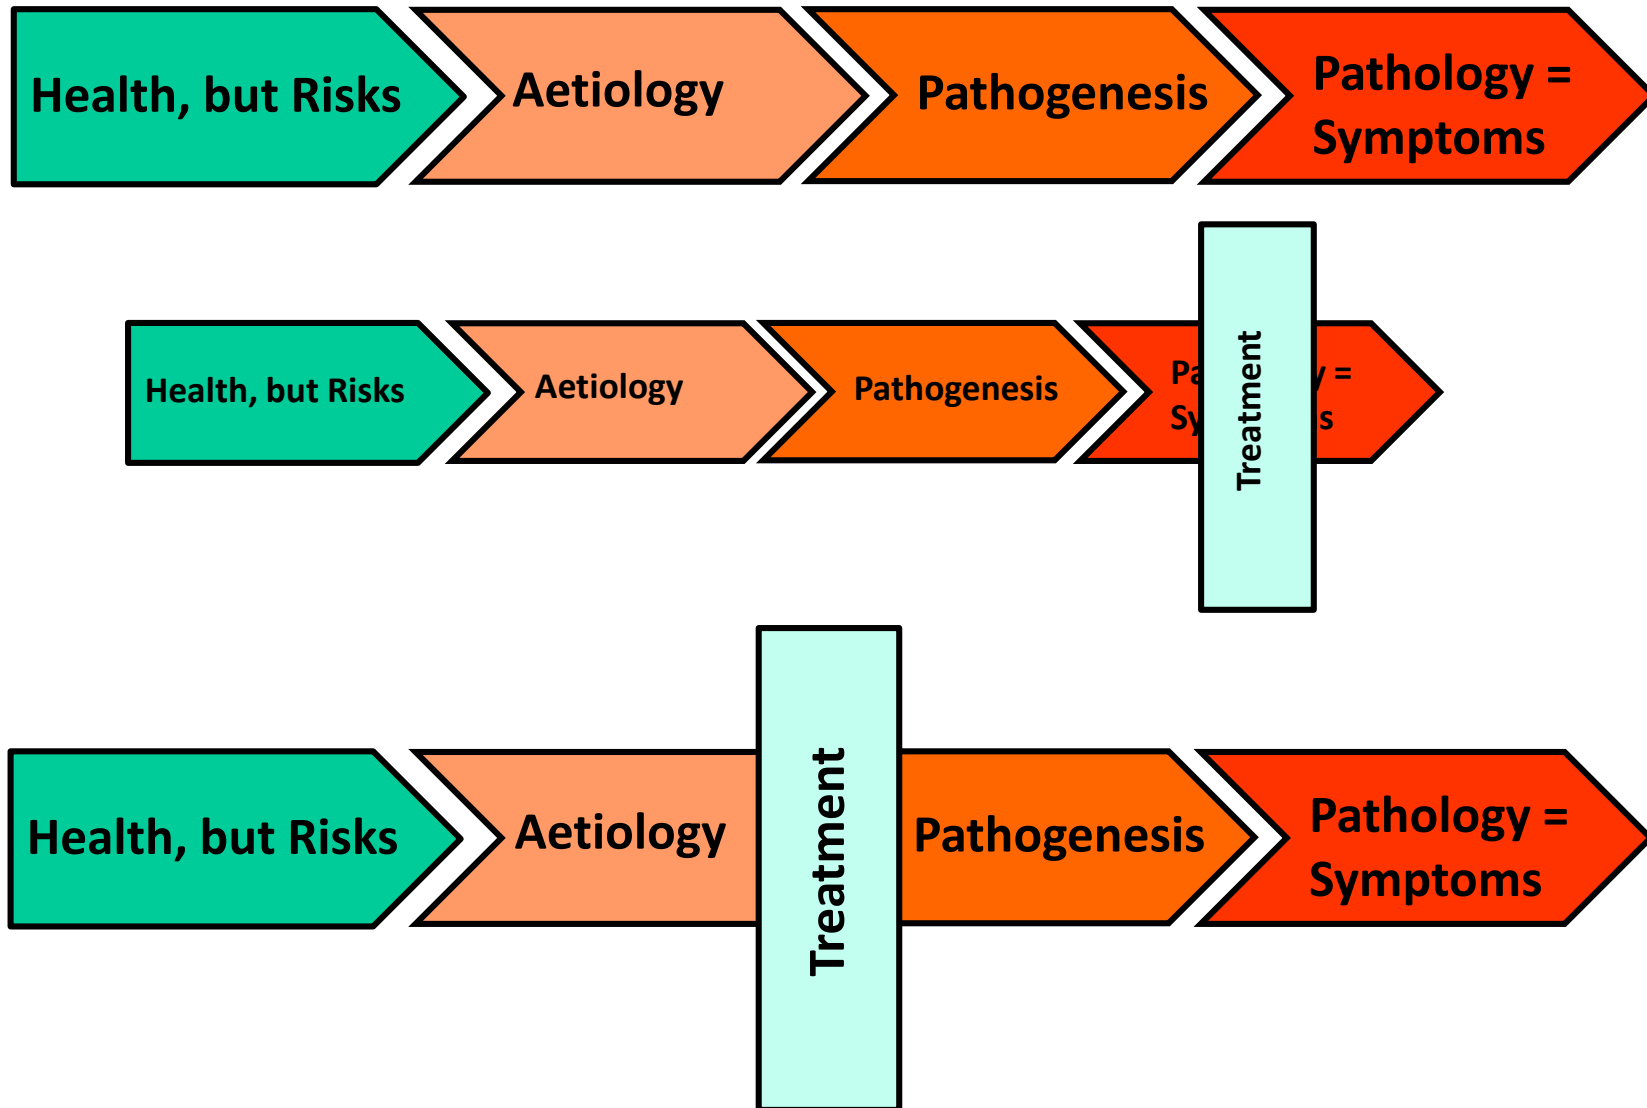 Health, but Risks
Aetiology
Pathogenesis
Pathology =
Symptoms
Health, but Risks
Aetiology
Pathogenesis
=
Treatment
Health, but Risks
Aetiology
Treatment
Pathogenesis
Pathology =
Symptoms